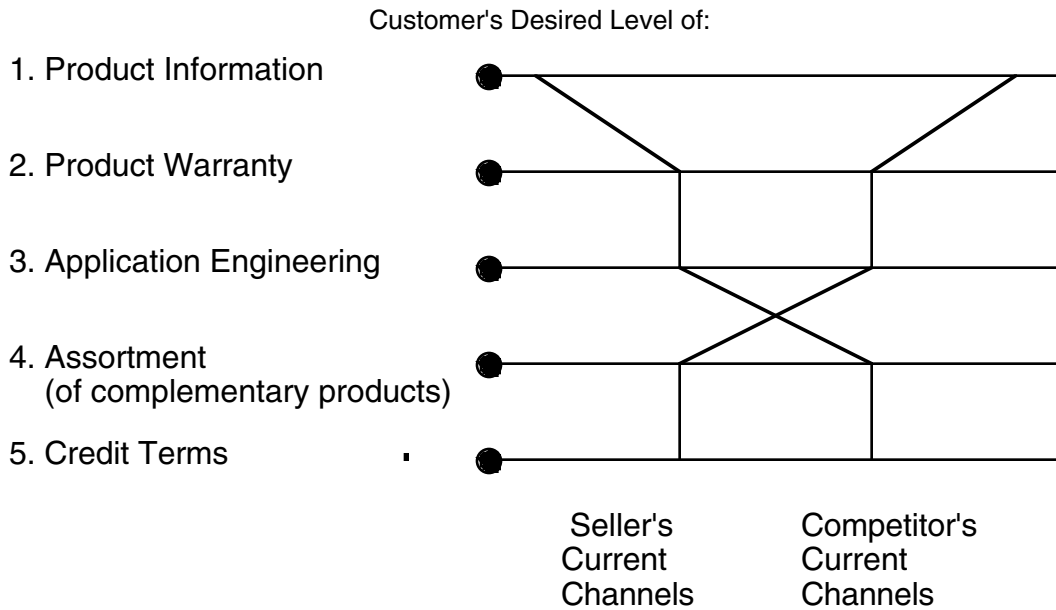 Customer's Desired Level of:
1. Product Information
2. Product Warranty
3. Application Engineering
4. Assortment
(of complementary products)
5. Credit Terms
Seller's
Current
Channels
Competitor's
Current
Channels